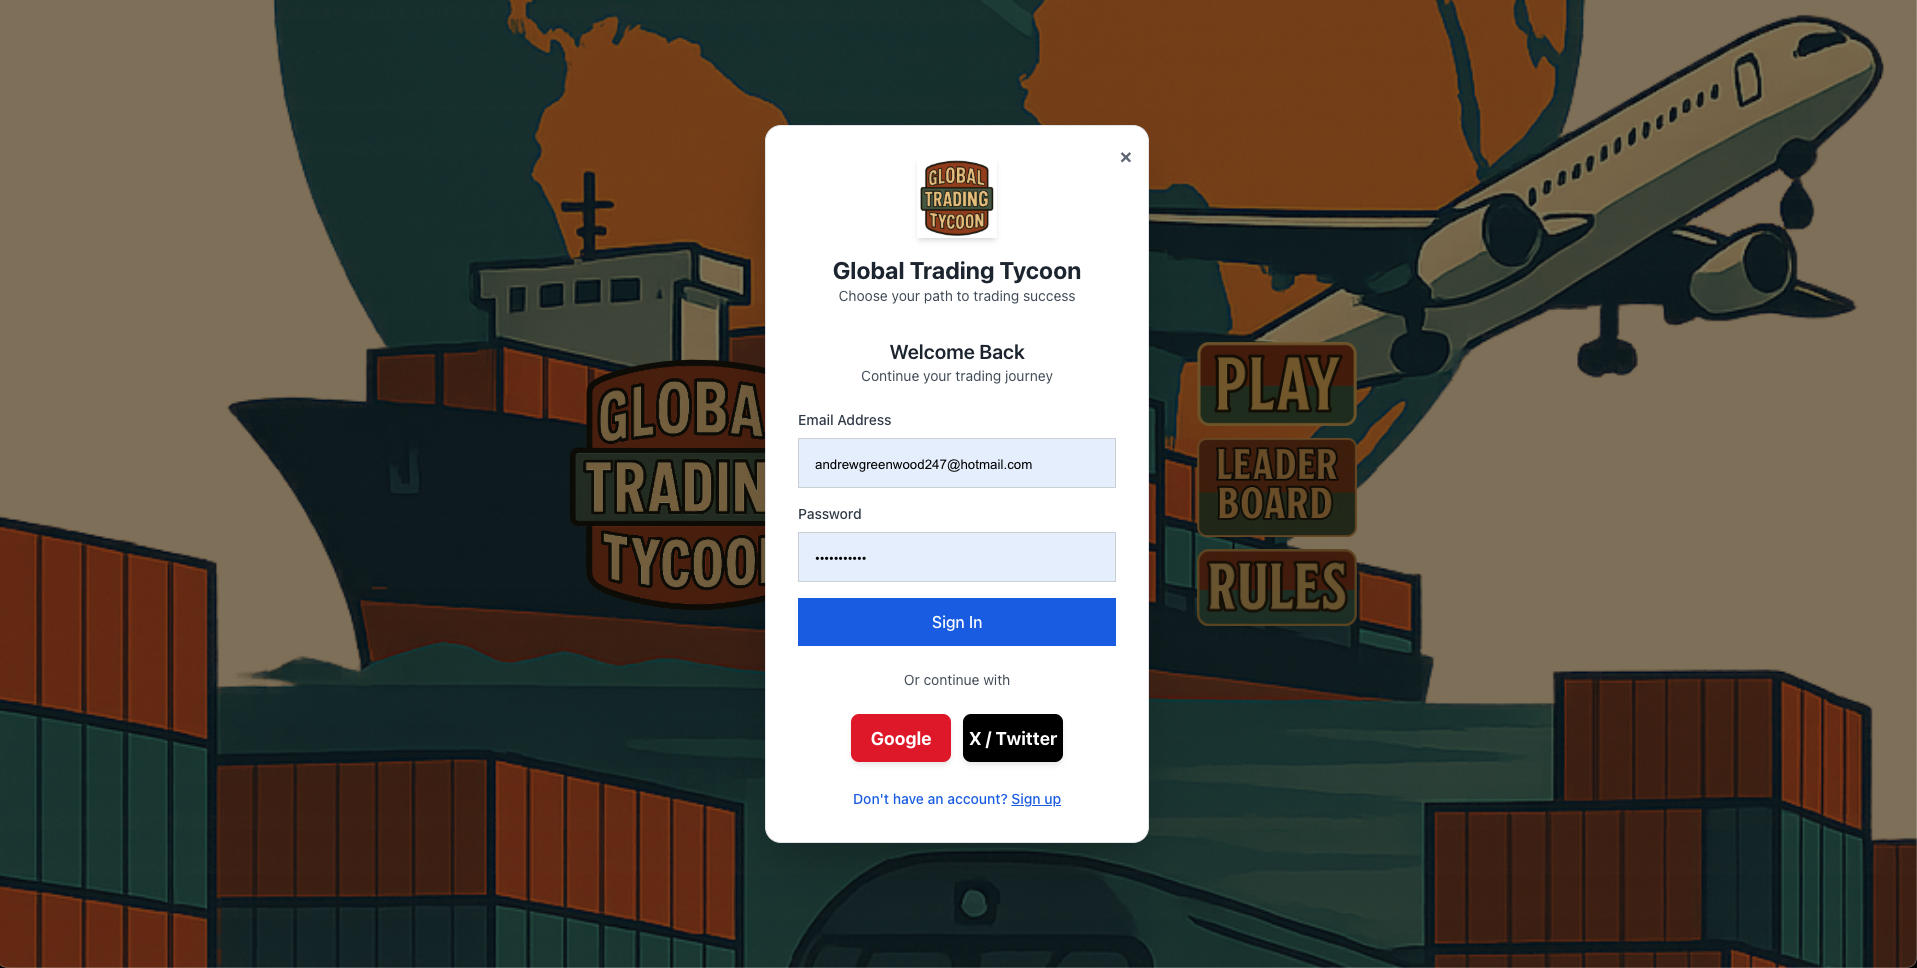 GLOBAL
TRADING
TYCOON
Global Trading Tycoon
Choose your path to trading success
Welcome Back
Continue your trading journey
Email Address
andrewgreenwood247@hotmail.com
Password
•••••••••••
Sign In
Or continue with
Google
X / Twitter
Don't have an account? Sign up
GLOBA
TRADIN
TYCOO
PLAY
LEADER
BOARD
RULES